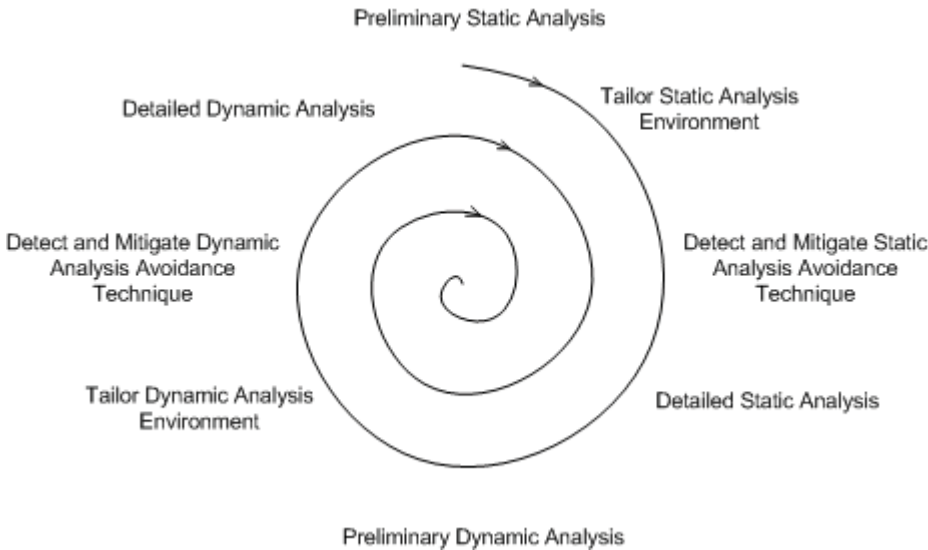 Preliminary Static Analysis
Tailor Static Analysis
Environment
Detect and Mitigate Static
Analysis Avoidance
Technique
Detailed Static Analysis
Preliminary Dynamic Analysis
Tailor Dynamic Analysis
Environment
Detect and Mitigate Dynamic
Analysis Avoidance
Technique
Detailed Dynamic Analysis